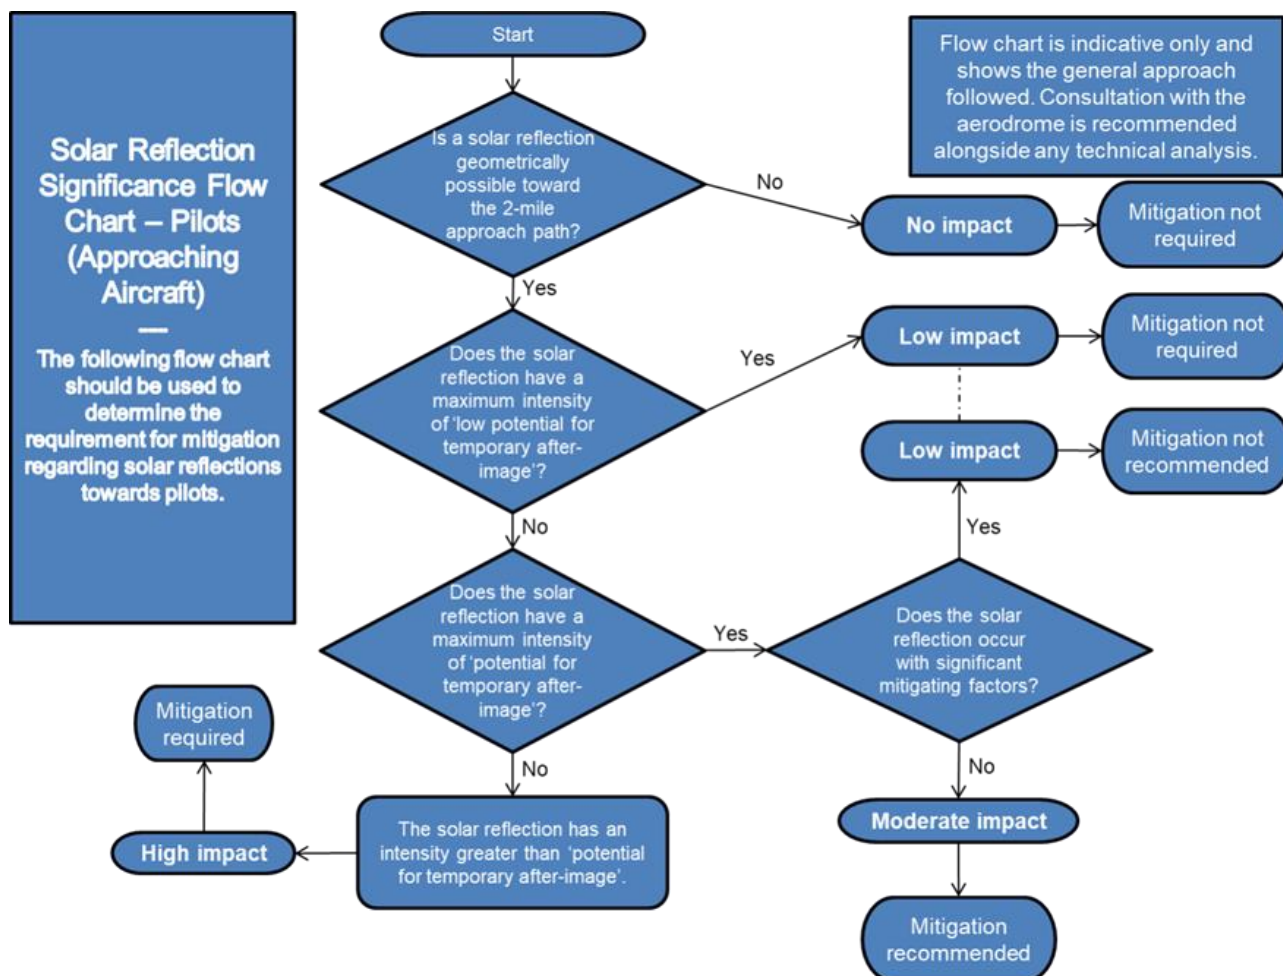 Solar Reflection
Significance Flow
Chart – Pilots
(Approaching
Aircraft)
—
The following flow chart
should be used to
determine the
requirement for mitigation
regarding solar reflections
towards pilots.
Start
Flow chart is indicative only and
shows the general approach
followed. Consultation with the
aerodrome is recommended
alongside any technical analysis.
Is a solar reflection
geometrically
possible toward
the 2-mile
approach path?
No
No impact
Mitigation not
required
Yes
Does the solar
reflection have a
maximum intensity
of ‘low potential for
temporary after-
image’?
Yes
Low impact
Mitigation not
required
Low impact
Mitigation not
recommended
No
Yes
Does the solar
reflection have a
maximum intensity
of ‘potential for
temporary after-
image’?
Yes
Does the solar
reflection occur
with significant
mitigating factors?
No
No
Moderate impact
Mitigation
recommended
The solar reflection has an
intensity greater than ‘potential
for temporary after-image’.
High impact
Mitigation
required